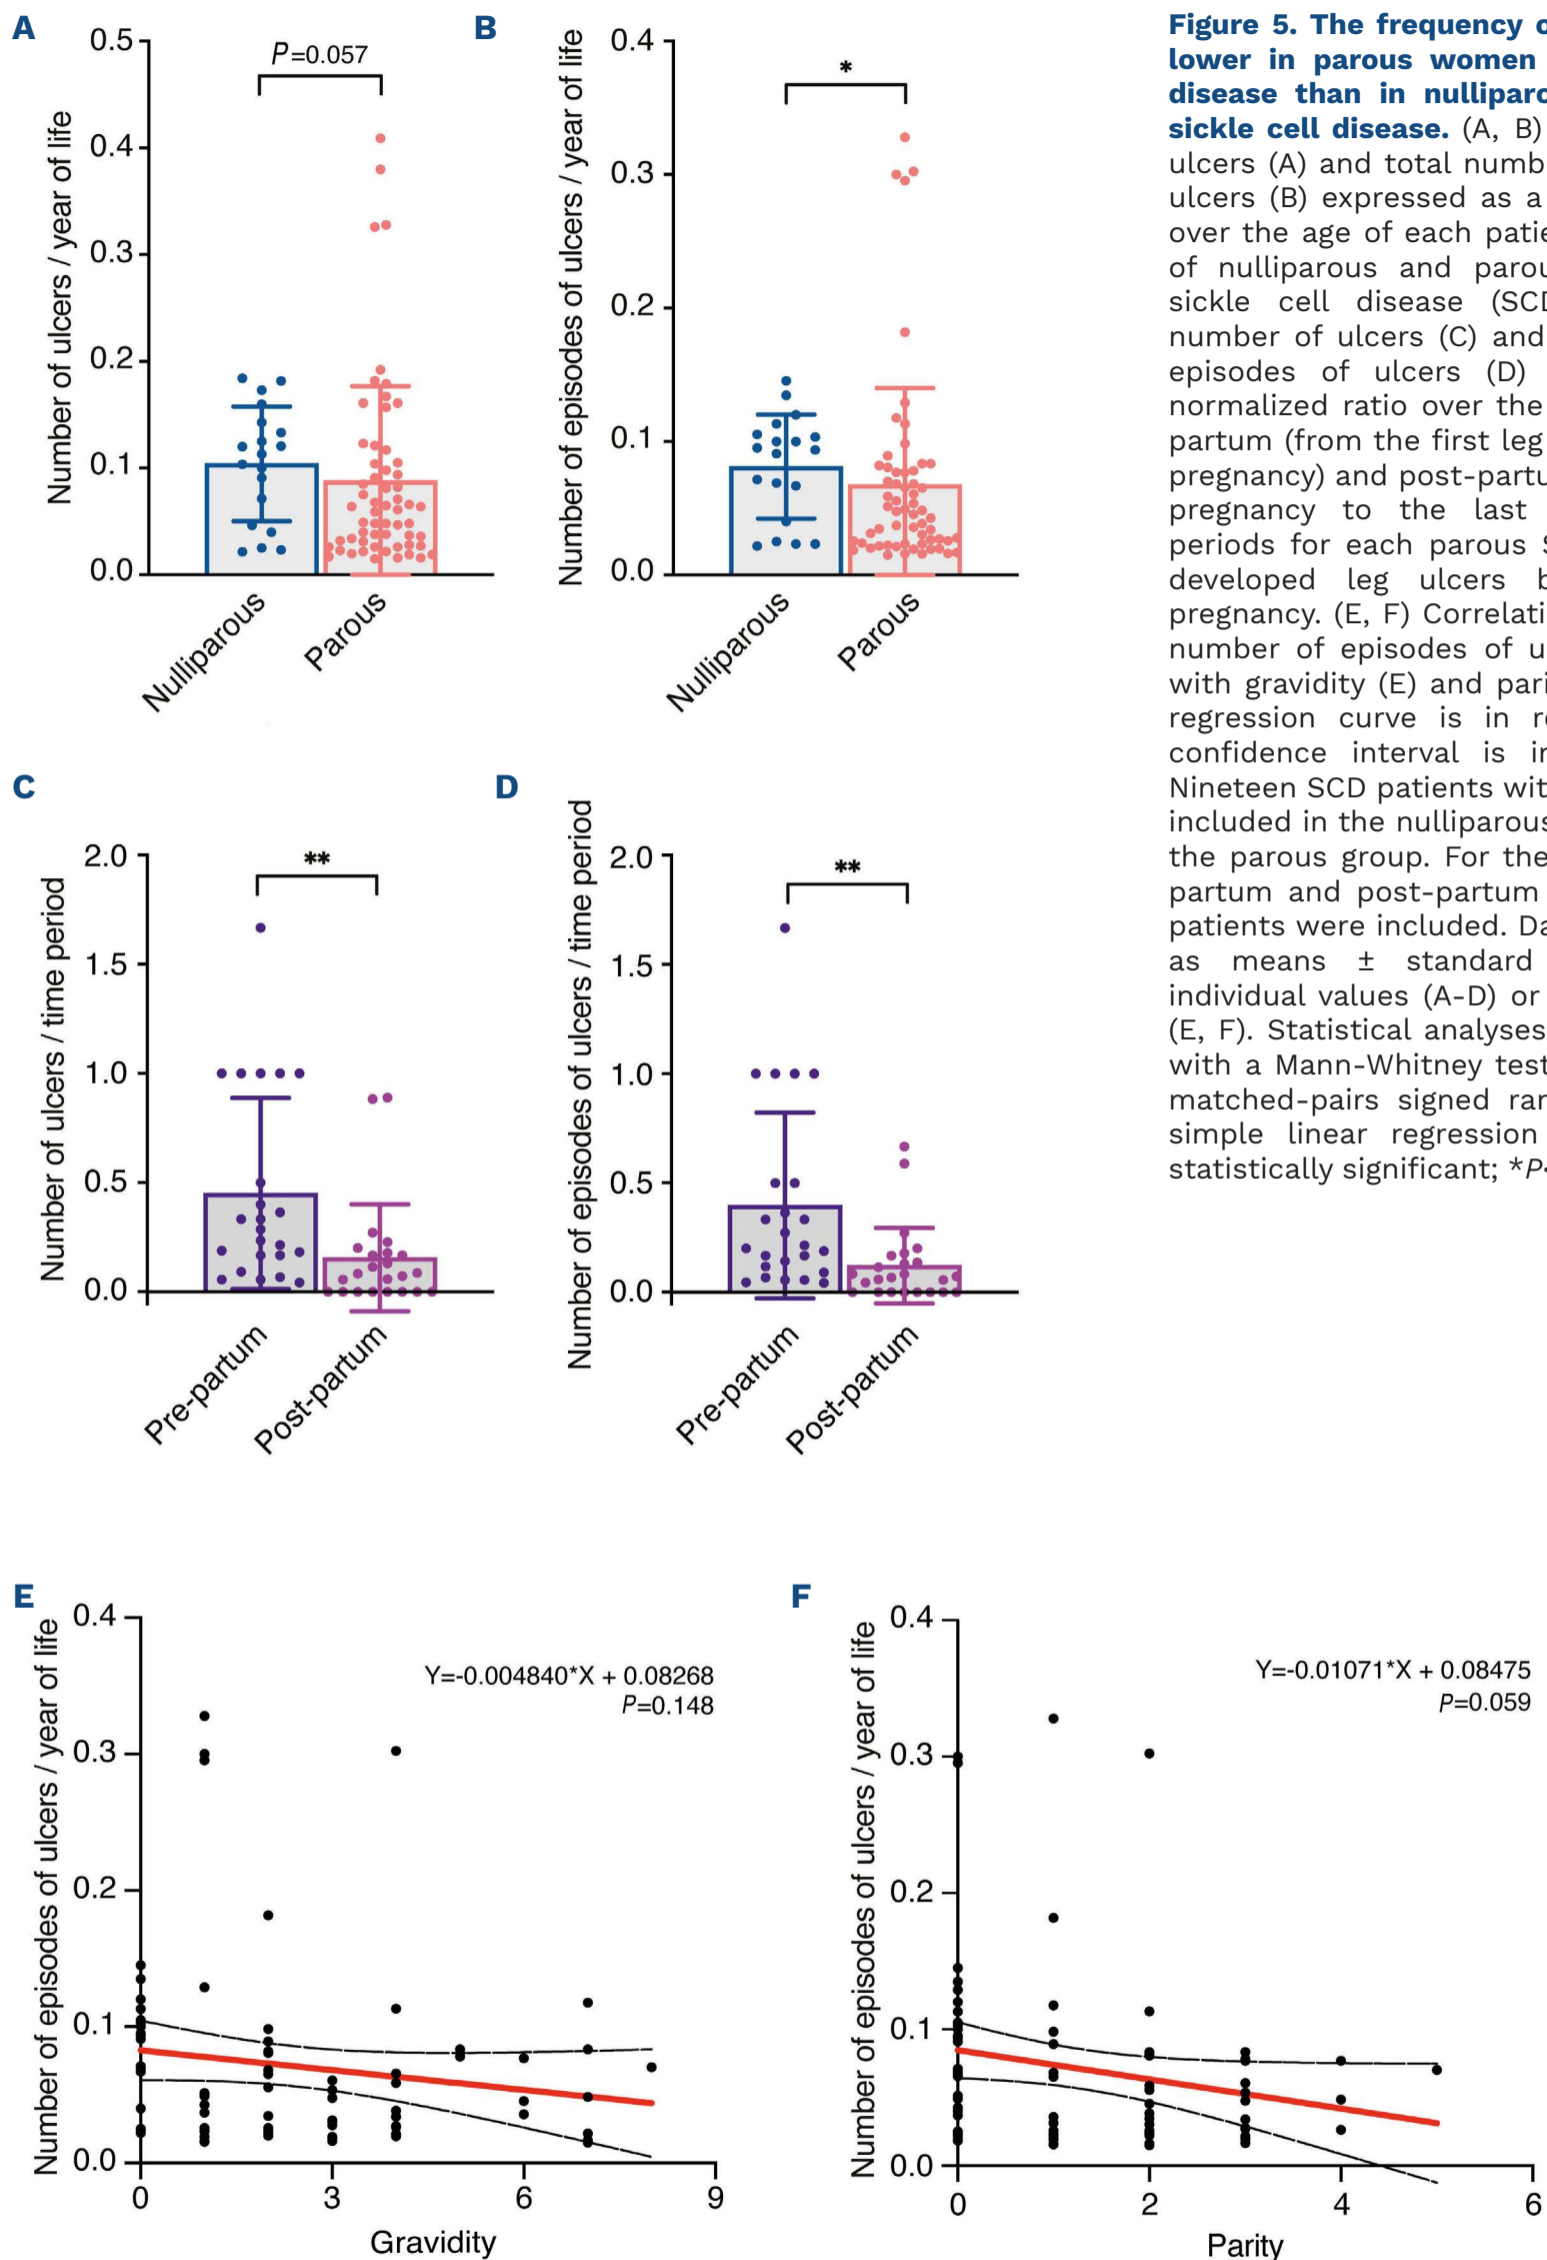 A
0.5
0.4
0.3
0.2
0.1
0.0
Number of ulcers / year of life
P=0.057
Nulliparous
Parous
B
0.4
0.3
0.2
0.1
0.0
Number of episodes of ulcers / year of life
*
Nulliparous
Parous
Figure 5. The frequency o
lower in parous women
disease than in nulliparo
sickle cell disease. (A, B)
ulcers (A) and total numb
ulcers (B) expressed as a
over the age of each patie
of nulliparous and parou
sickle cell disease (SCD
number of ulcers (C) and
episodes of ulcers (D)
normalized ratio over the
partum (from the first leg
pregnancy) and post-partu
pregnancy to the last
periods for each parous S
developed leg ulcers b
pregnancy. (E, F) Correlati
number of episodes of u
with gravidity (E) and pari
regression curve is in re
confidence interval is in
Nineteen SCD patients wit
included in the nulliparous
the parous group. For the
partum and post-partum
patients were included. Da
as means ± standard
individual values (A-D) or
(E, F). Statistical analyses
with a Mann-Whitney test
matched-pairs signed ran
simple linear regression
statistically significant; *P<
C
2.0
1.5
1.0
0.5
0.0
Number of ulcers / time period
**
Pre-partum
Post-partum
D
2.0
1.5
1.0
0.5
0.0
Number of episodes of ulcers / time period
**
Pre-partum
Post-partum
E
0.4
0.3
0.2
0.1
0.0
Number of episodes of ulcers / year of life
Y=-0.004840*X + 0.08268
P=0.148
0
3
6
9
Gravidity
F
0.4
0.3
0.2
0.1
0.0
Number of episodes of ulcers / year of life
Y=-0.01071*X + 0.08475
P=0.059
0
2
4
6
Parity